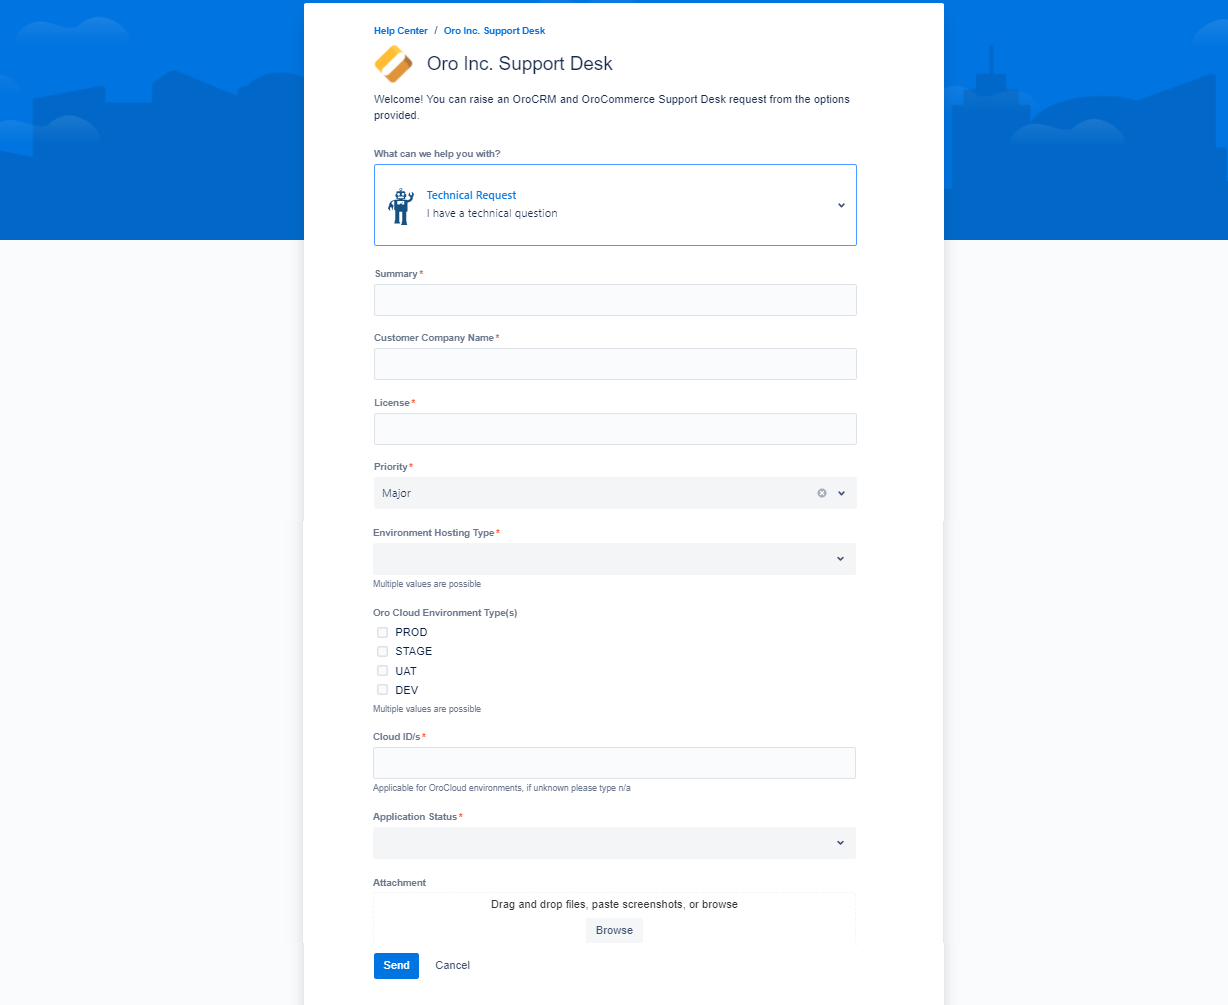 Help Center / Oro Inc. Support Desk
Oro Inc. Support Desk
Welcome! You can raise an OroCRM and OroCommerce Support Desk request from the options
provided.
What can we help you with?
Technical Request
I have a technical question
Summary*
Customer Company Name*
License*
Priority*
Major
Environment Hosting Type*
Multiple values are possible
Oro Cloud Environment Type(s)
PROD
STAGE
UAT
DEV
Multiple values are possible
Cloud ID/s*
Applicable for OroCloud environments, if unknown please type n/a
Application Status*
Attachment
Drag and drop files, paste screenshots, or browse
Browse
Send Cancel